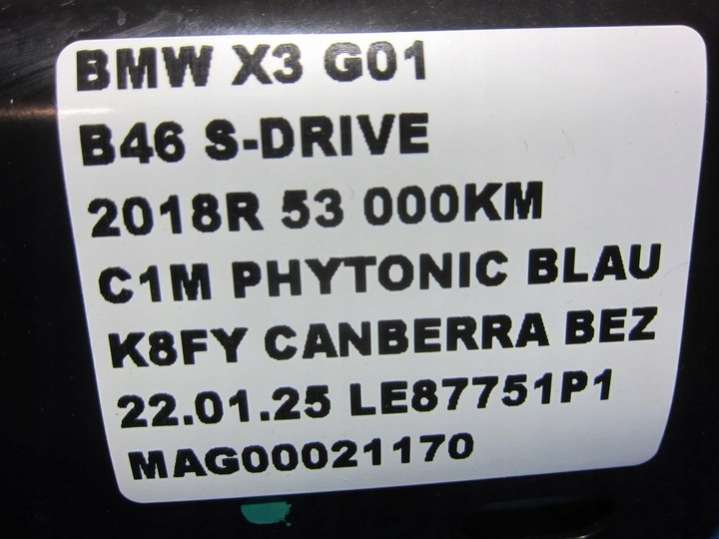 BMW X3 G01
B46 S-DRIVE
2018R 53 000KM
C1M PHYTONIC BLAU
K8FY CANBERRA BEZ
22.01.25 LE87751P1
MAG00021170